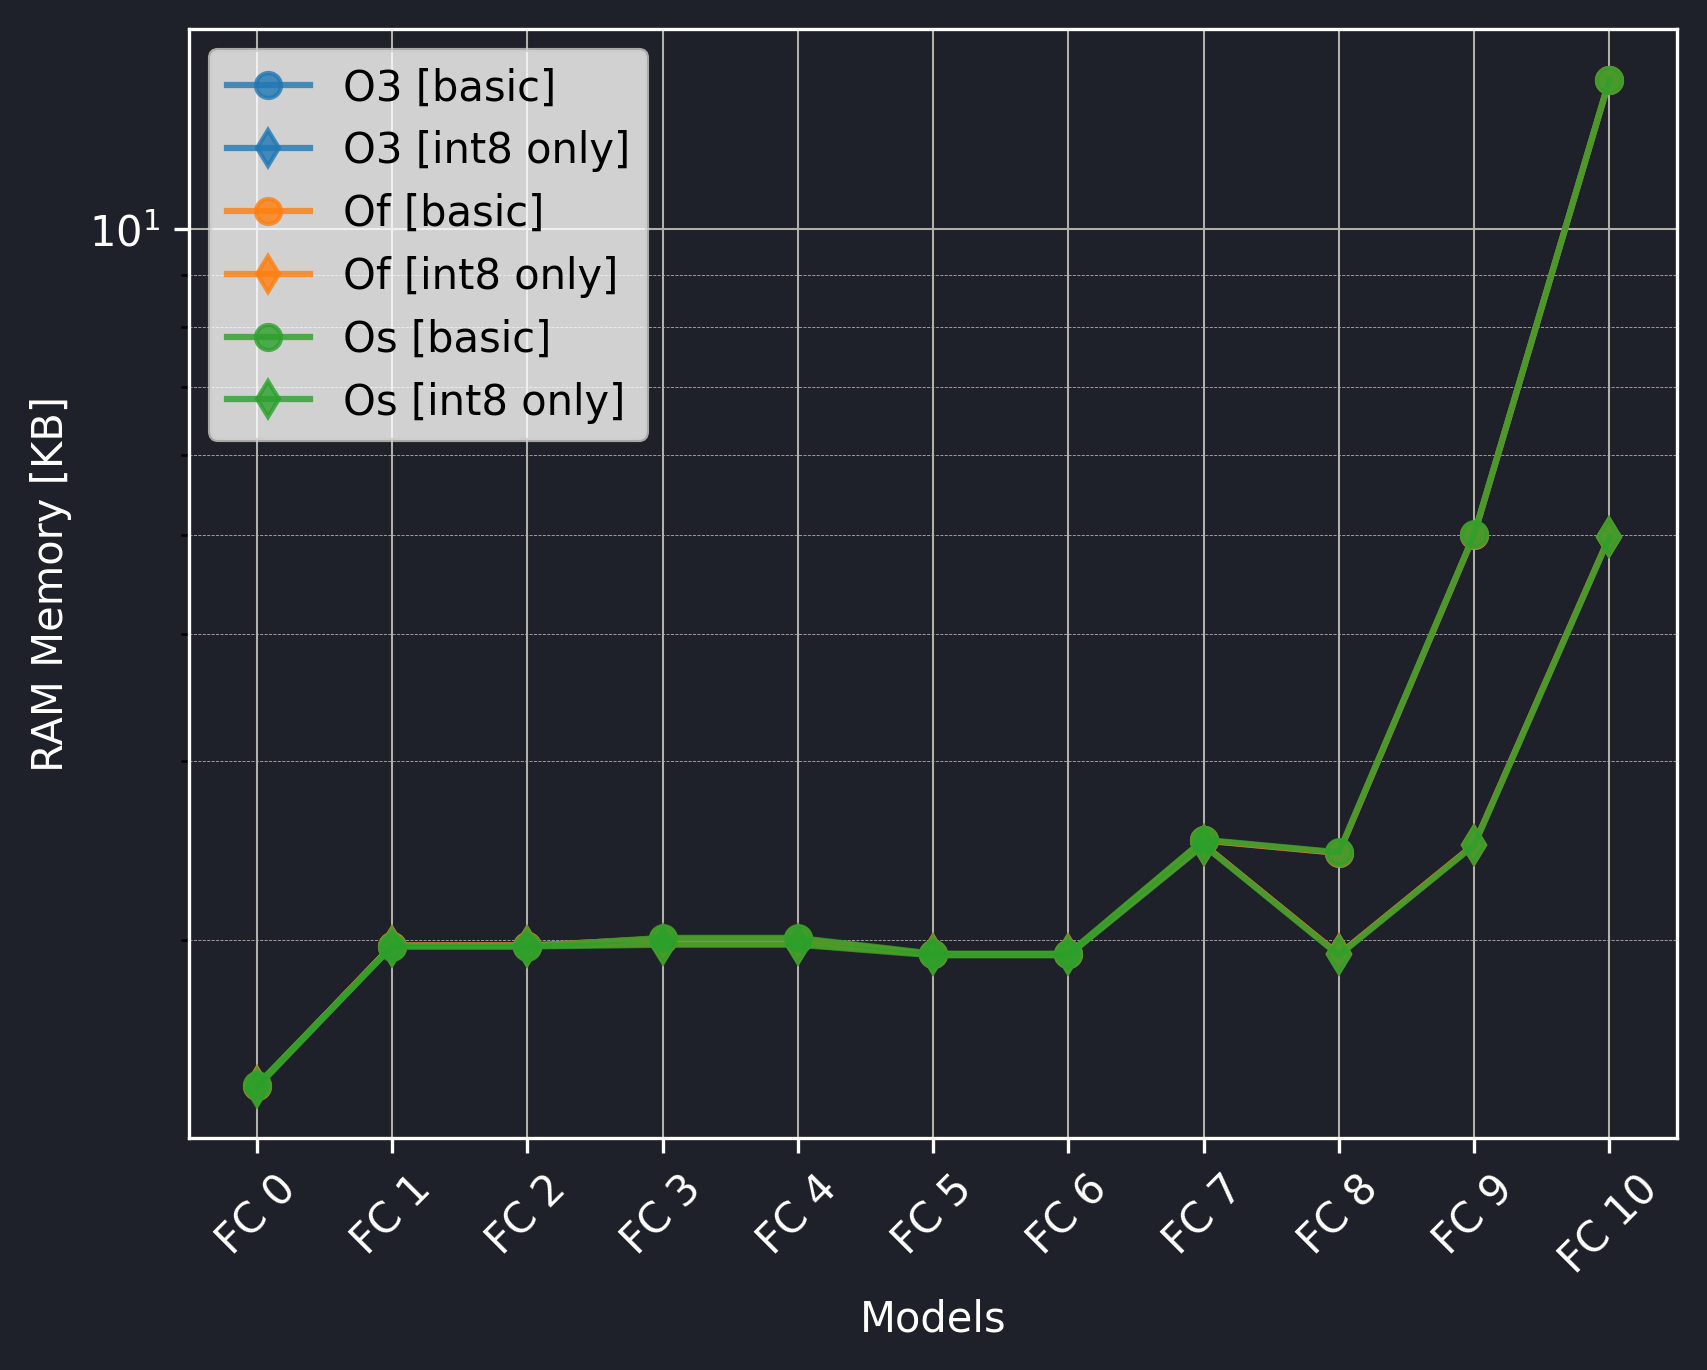 O3 [basic]
O3 [int8 only]
Of [basic]
Of [int8 only]
Os [basic]
Os [int8 only]
10¹
RAM Memory [KB]
FC 0
FC 1
FC 2
FC 3
FC 4
FC 5
FC 6
FC 7
FC 8
FC 9
FC 10
Models